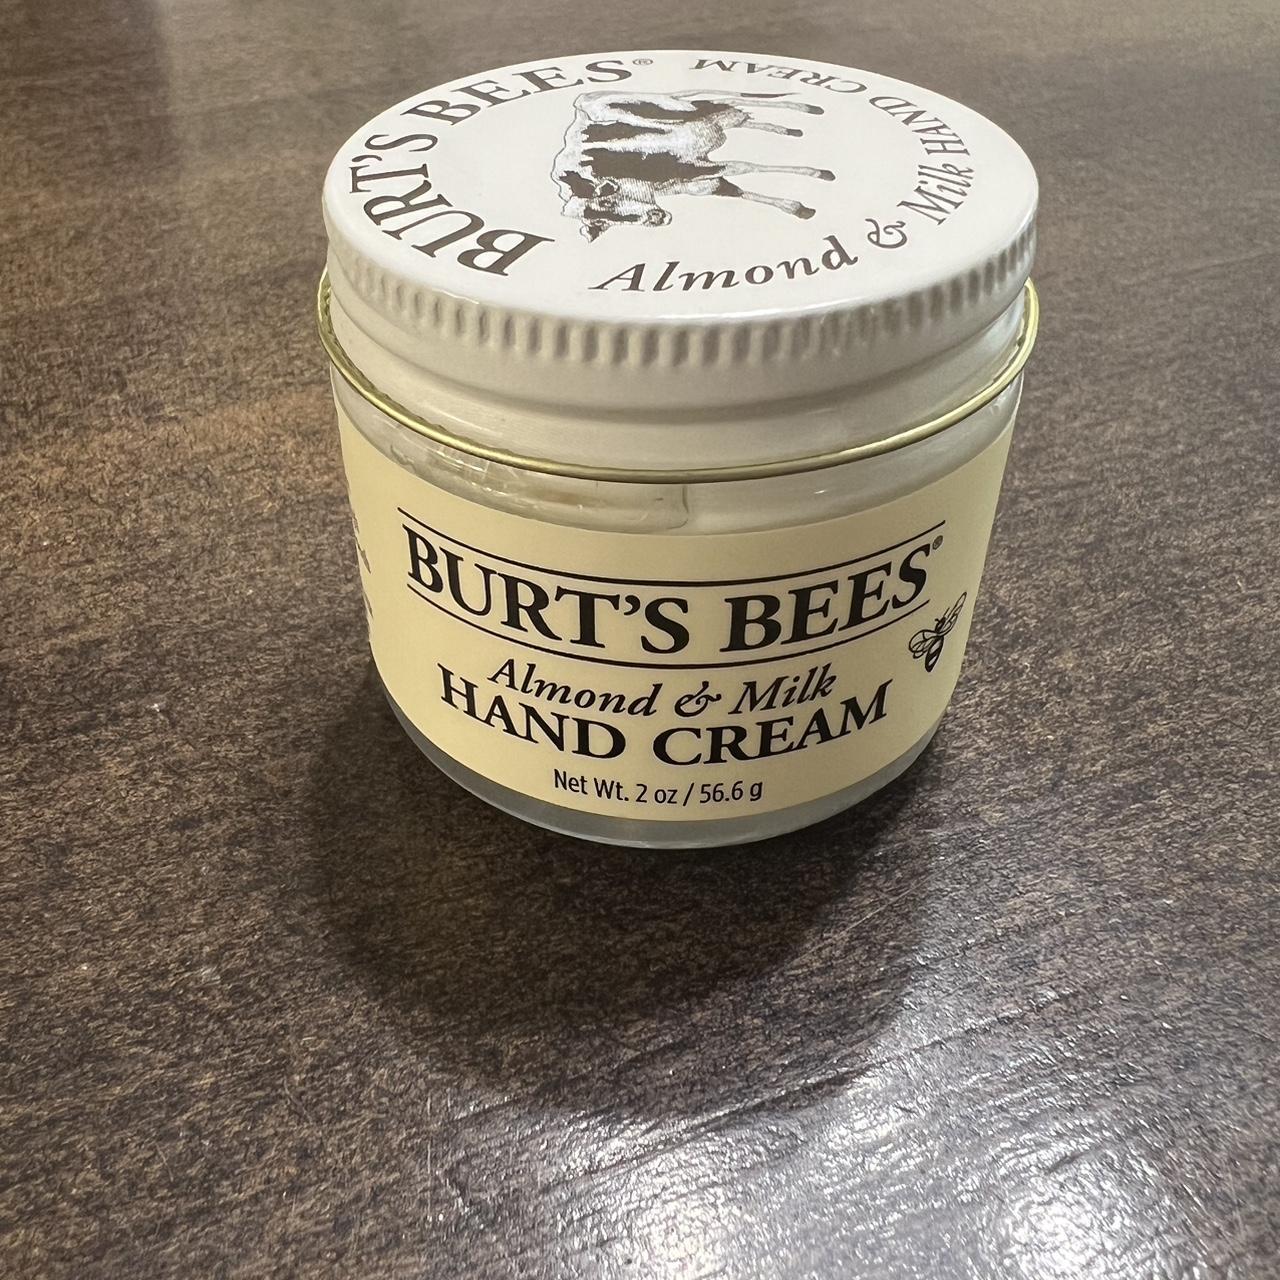 BURT'S BEES®
Almond & Milk HAND CREAM
BURT'S BEES®
Almond & Milk
HAND CREAM
Net Wt. 2 oz / 56.6 g